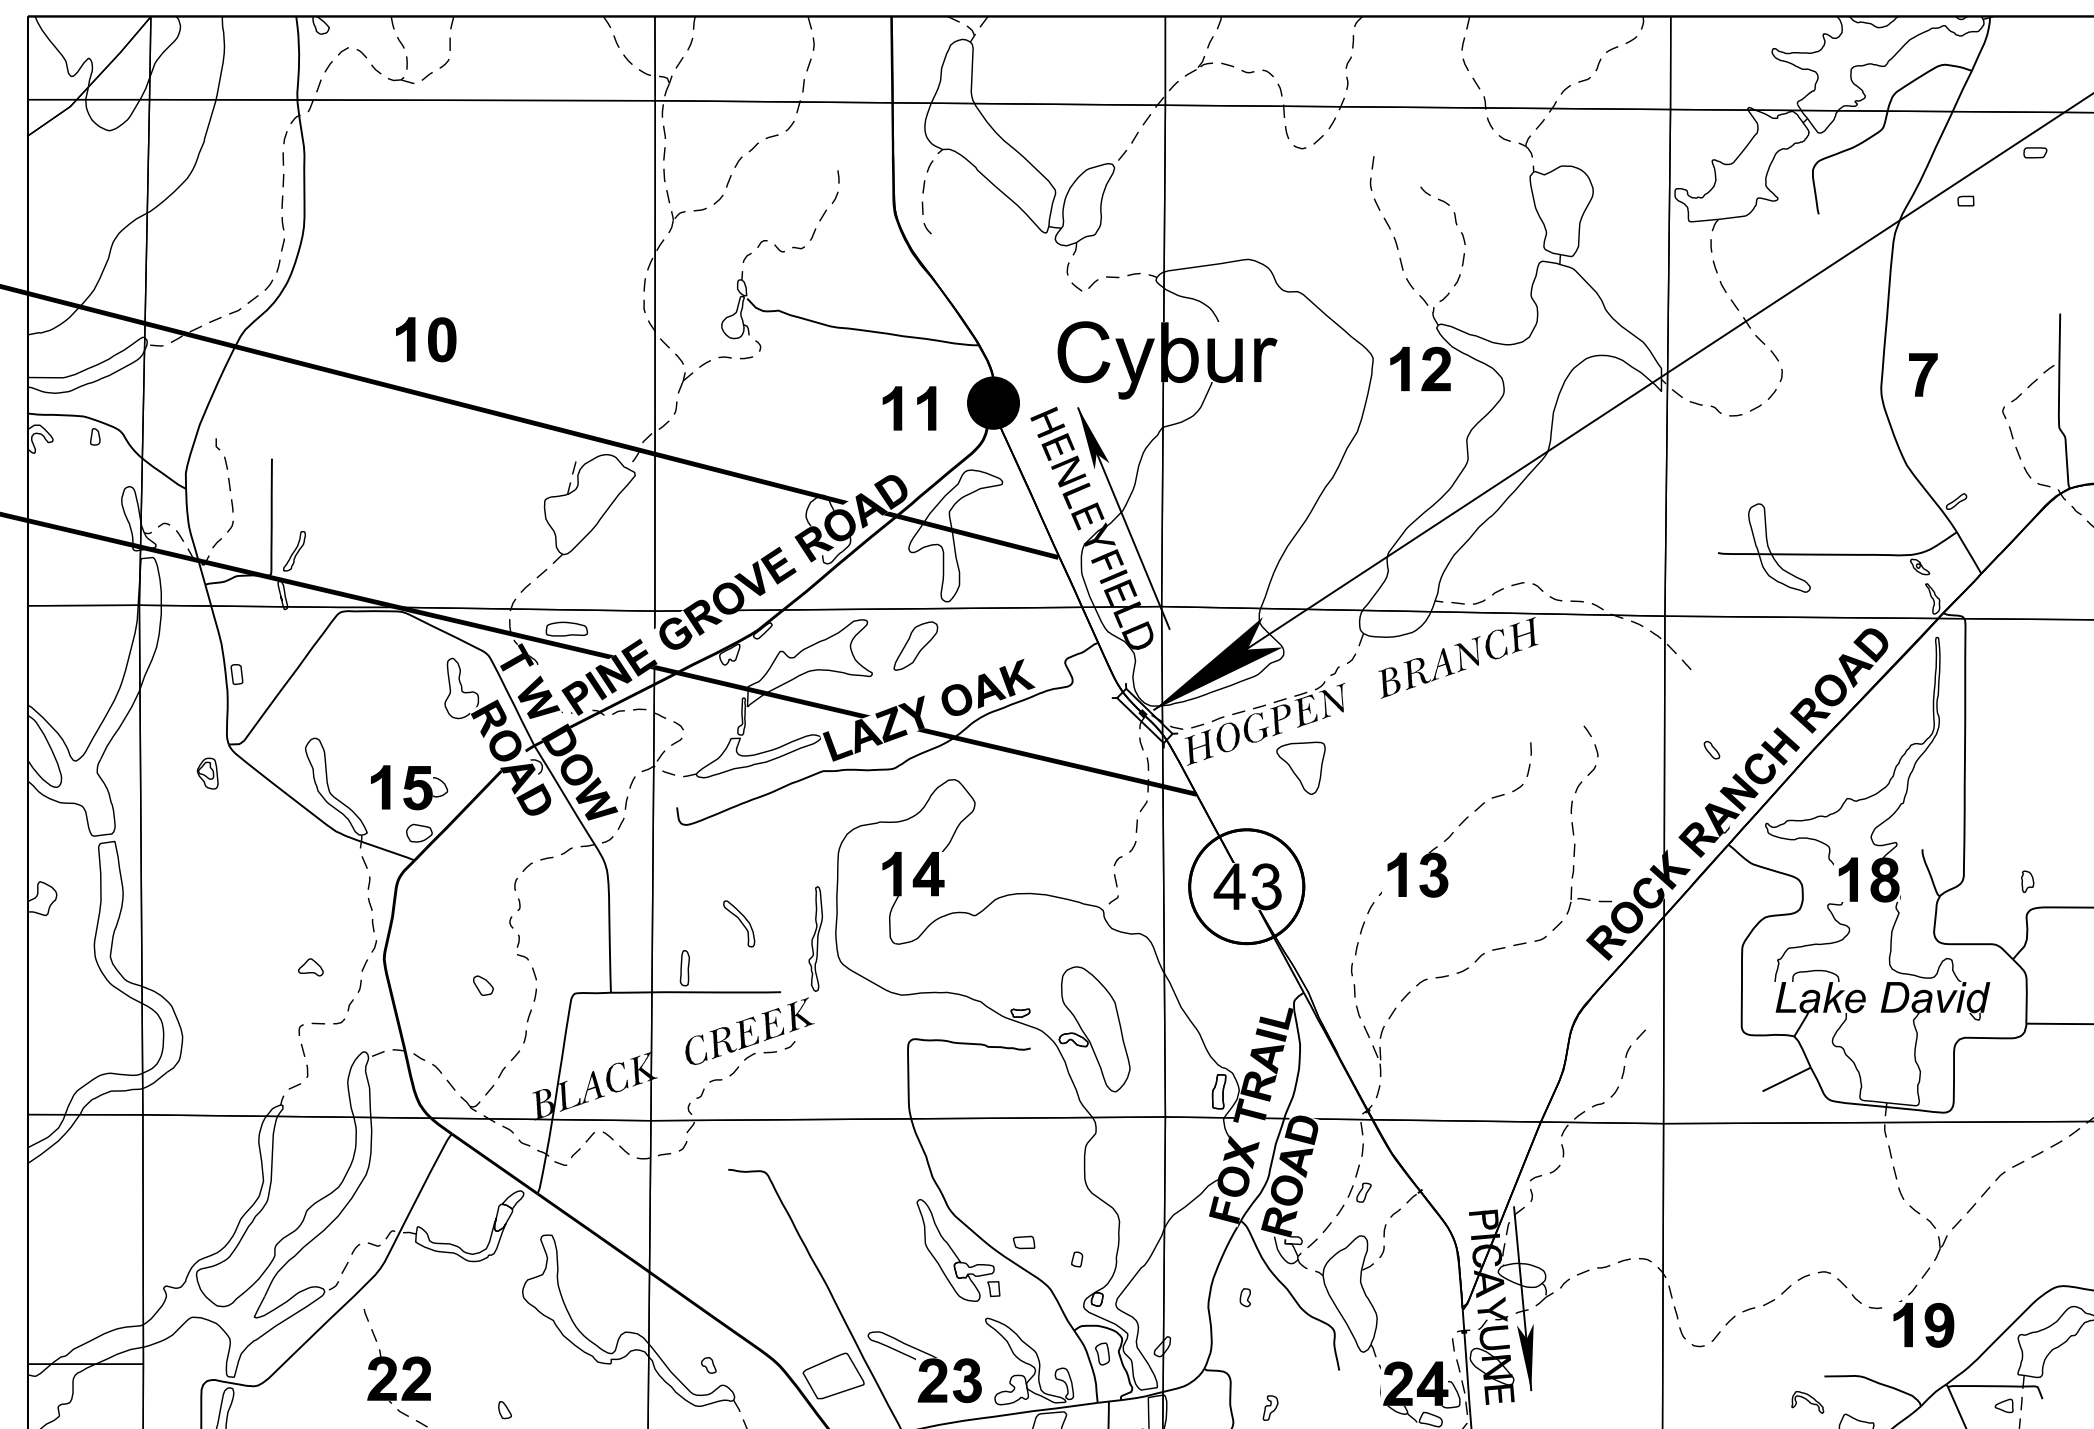 10
Cybur
12
7
11
HENLEYFIELD
PINE GROVE ROAD
HOGPEN BRANCH
LAZY OAK
T W DOW
ROAD
ROCK RANCH ROAD
15
14
43
13
18
Lake David
BLACK CREEK
FOX TRAIL
ROAD
PICAYUNE
19
22
23
24